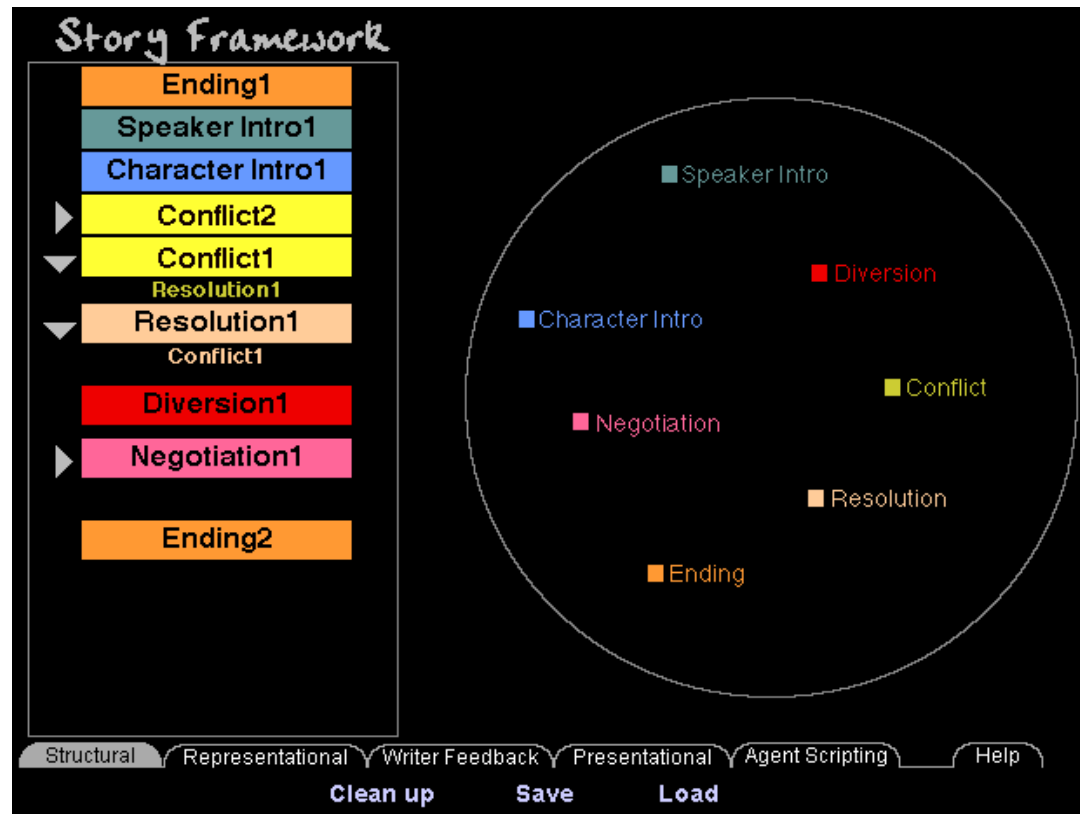 Story Framework
Ending1
Speaker Intro1
Character Intro1
Conflict2
Conflict1
Resolution1
Resolution1
Conflict1
Diversion1
Negotiation1
Ending2
Speaker Intro
Diversion
Character Intro
Conflict
Negotiation
Resolution
Ending
Structural Representational Writer Feedback Presentational Agent Scripting Help
Clean up Save Load